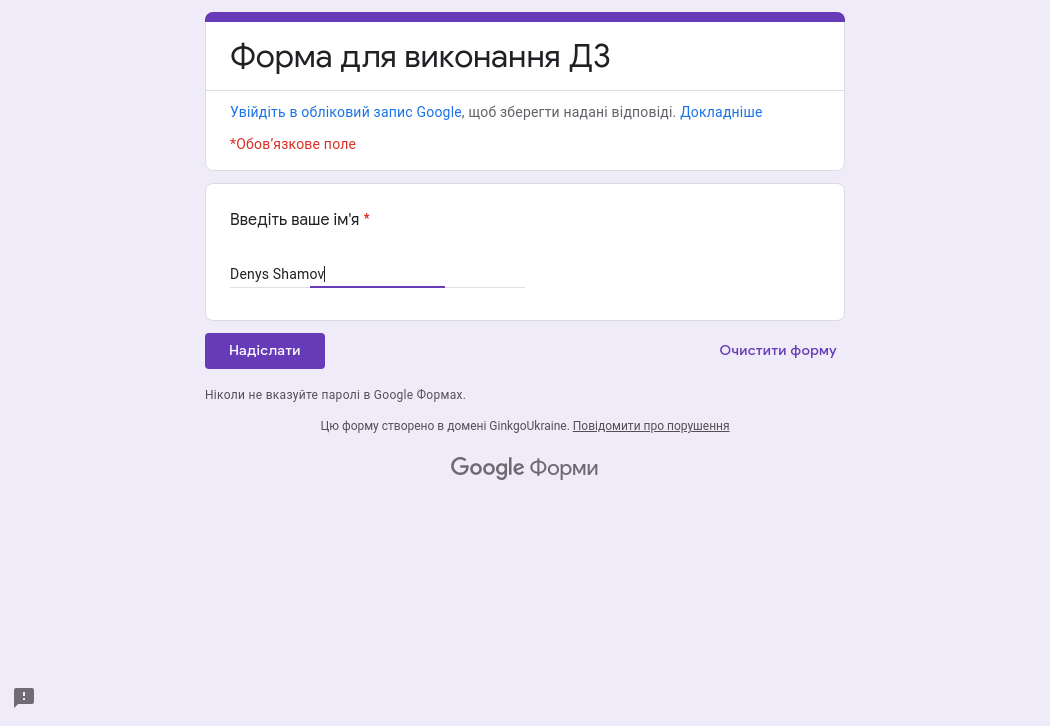 Форма для виконання ДЗ
Увійдіть в обліковий запис Google, щоб зберегти надані відповіді. Докладніше
*Обов’язкове поле
Введіть ваше ім'я *
Denys Shamov
Надіслати
Очистити форму
Ніколи не вказуйте паролі в Google Формах.
Цю форму створено в домені GinkgoUkraine. Повідомити про порушення
Google Форми